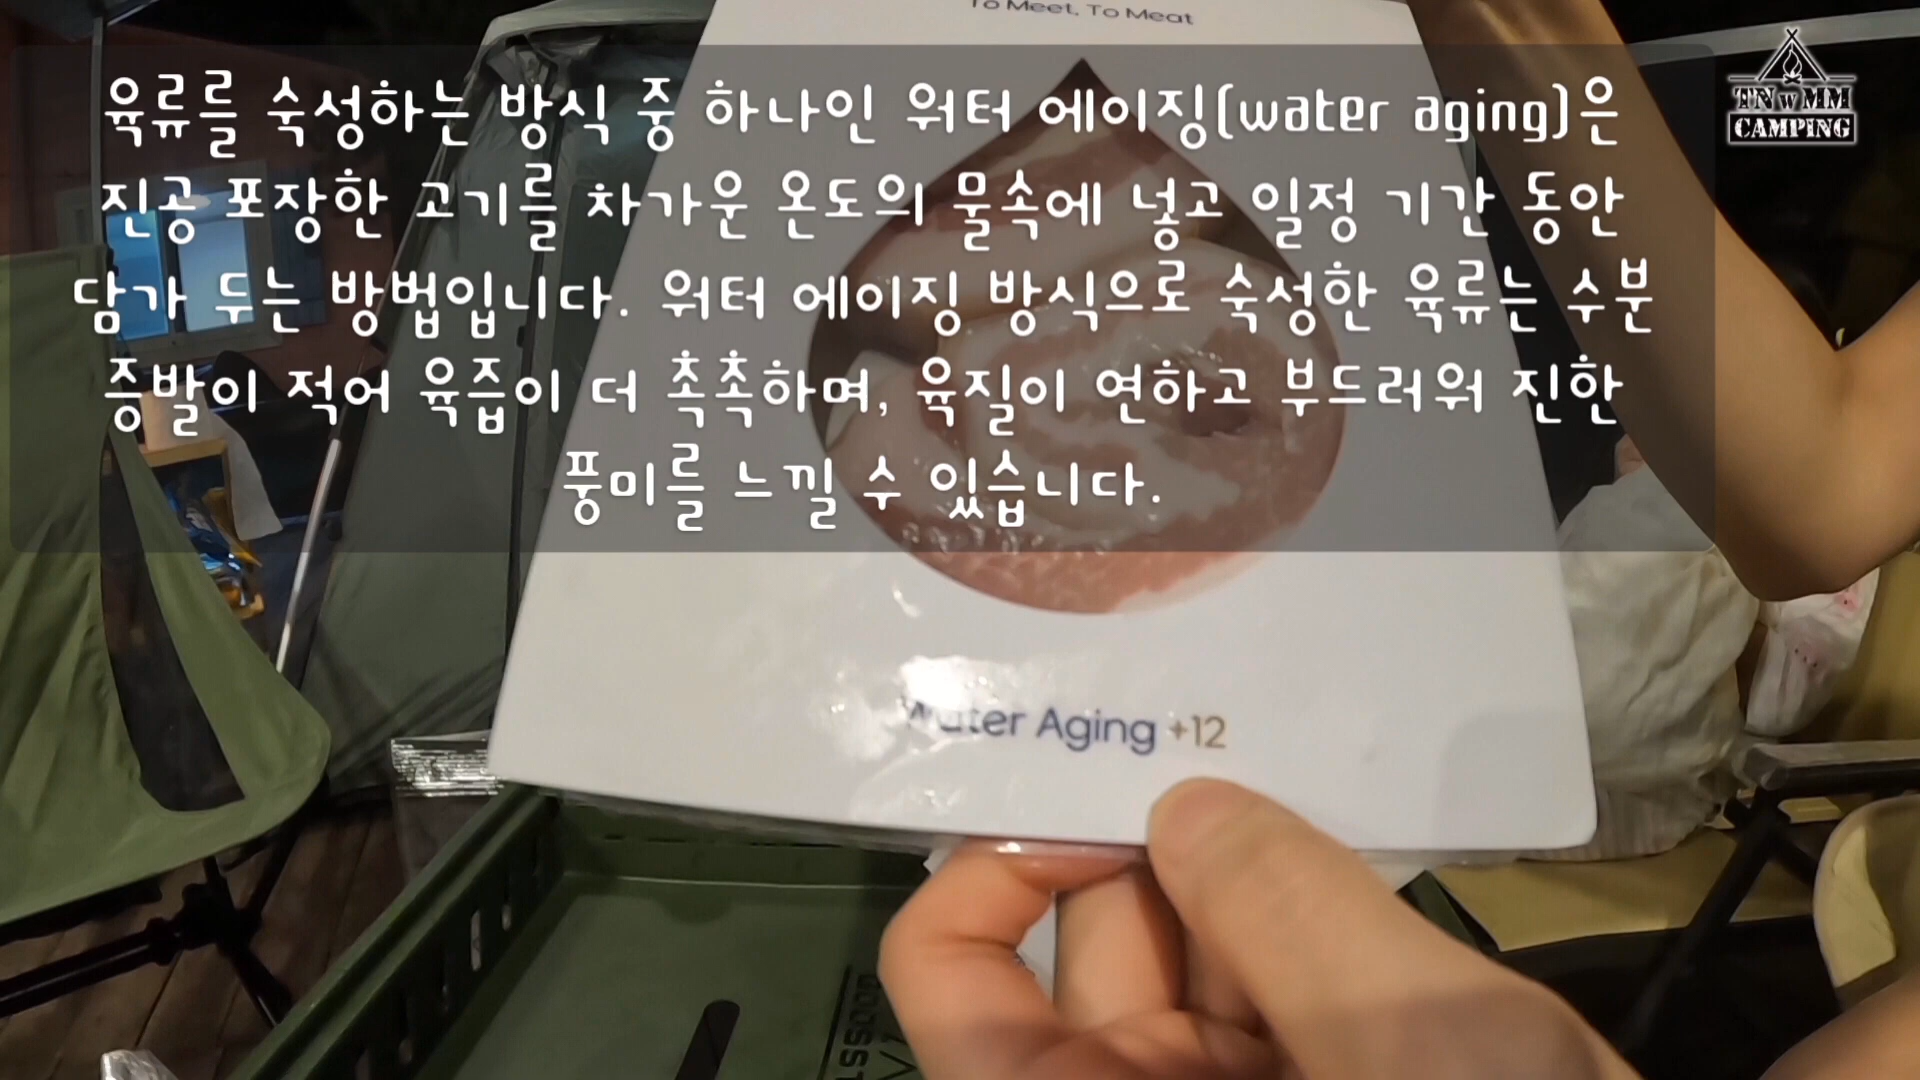 To Meet, To Meat
육류를 숙성하는 방식 중 하나인 워터 에이징(water aging)은
진공 포장한 고기를 차가운 온도의 물속에 넣고 일정 기간 동안
담가 두는 방법입니다. 워터 에이징 방식으로 숙성한 육류는 수분
증발이 적어 육즙이 더 촉촉하며, 육질이 연하고 부드러워 진한
풍미를 느낄 수 있습니다.
TN w MM
CAMPING
Water Aging +12